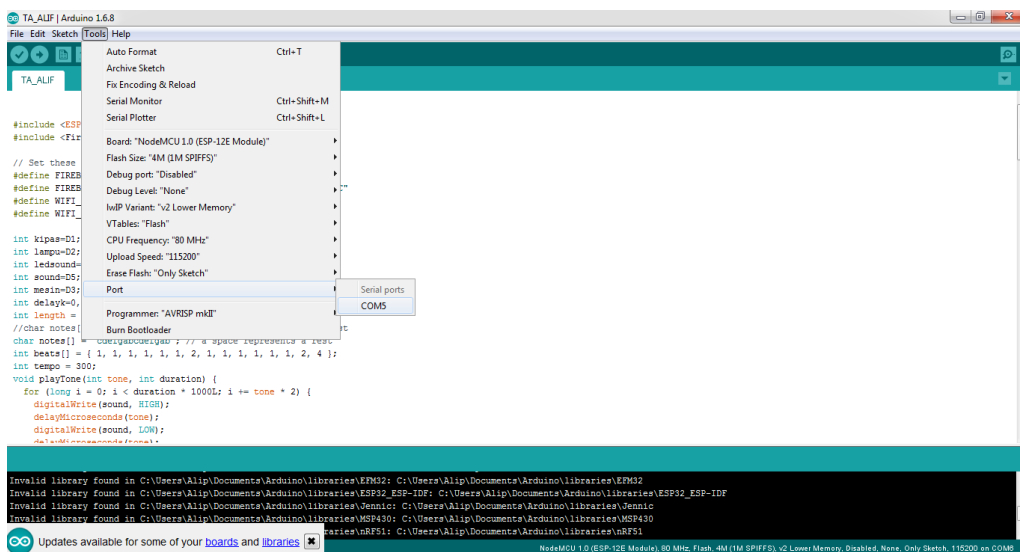 TA_ALIF | Arduino 1.6.8
File Edit Sketch Tools Help
TA_ALIF
Auto Format Ctrl+T
Archive Sketch
Fix Encoding & Reload
Serial Monitor Ctrl+Shift+M
Serial Plotter Ctrl+Shift+L
Board: "NodeMCU 1.0 (ESP-12E Module)"
Flash Size: "4M (1M SPIFFS)"
Debug port: "Disabled"
Debug Level: "None"
lwIP Variant: "v2 Lower Memory"
VTables: "Flash"
CPU Frequency: "80 MHz"
Upload Speed: "115200"
Erase Flash: "Only Sketch"
Port
Programmer: "AVRISP mkII"
Burn Bootloader
Serial ports
COM5
#include <ESP
#include <Fir
// Set these
#define FIREB
#define FIREB
#define WIFI_
#define WIFI_
int kipas=D1;
int lampu=D2;
int ledsound=
int sound=D5;
int mesin=D3;
int delayk=0,
int length =
//char notes[
char notes[] = "cdefgabcdefgab"; // a space represents a rest
int beats[] = { 1, 1, 1, 1, 1, 1, 2, 1, 1, 1, 1, 1, 1, 2, 4 };
int tempo = 300;
void playTone(int tone, int duration) {
for (long i = 0; i < duration * 1000L; i += tone * 2) {
digitalWrite(sound, HIGH);
delayMicroseconds(tone);
digitalWrite(sound, LOW);
delayMicroseconds(tone);
Invalid library found in C:\Users\Alip\Documents\Arduino\libraries\EFM32: C:\Users\Alip\Documents\Arduino\libraries\EFM32
Invalid library found in C:\Users\Alip\Documents\Arduino\libraries\ESP32_ESP-IDF: C:\Users\Alip\Documents\Arduino\libraries\ESP32_ESP-IDF
Invalid library found in C:\Users\Alip\Documents\Arduino\libraries\Jennic: C:\Users\Alip\Documents\Arduino\libraries\Jennic
Invalid library found in C:\Users\Alip\Documents\Arduino\libraries\MSP430: C:\Users\Alip\Documents\Arduino\libraries\MSP430
raries\nRF51: C:\Users\Alip\Documents\Arduino\libraries\nRF51
Updates available for some of your boards and libraries
NodeMCU 1.0 (ESP-12E Module), 80 MHz, Flash, 4M (1M SPIFFS), v2 Lower Memory, Disabled, None, Only Sketch, 115200 on COM6